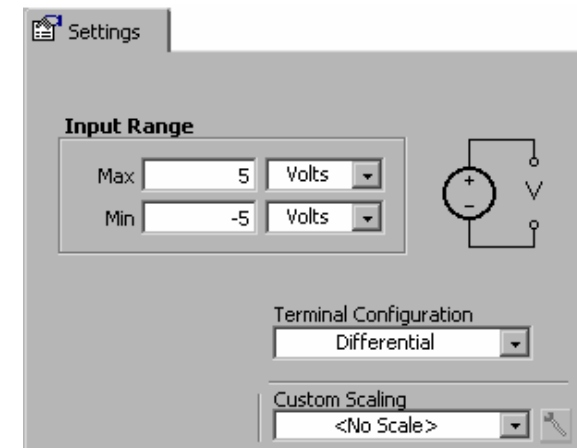 Settings
Input Range
Max 5 Volts
Min -5 Volts
+
V
−
Terminal Configuration
Differential
Custom Scaling
<No Scale>